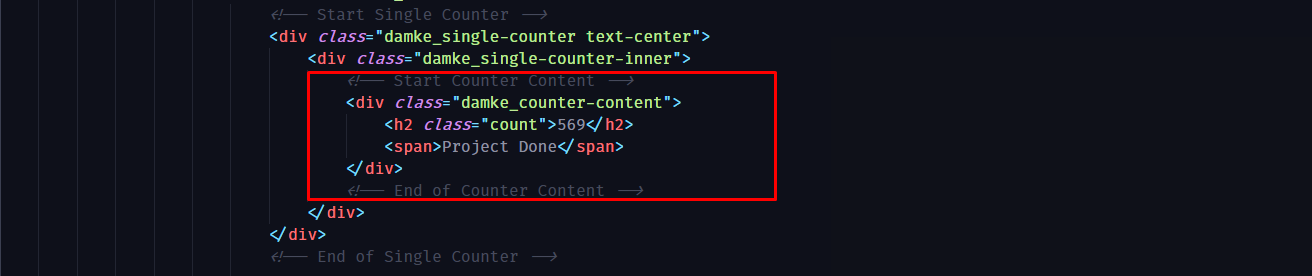 <!-- Start Single Counter -->
<div class="damke_single-counter text-center">
<div class="damke_single-counter-inner">
<!-- Start Counter Content -->
<div class="damke_counter-content">
<h2 class="count">569</h2>
<span>Project Done</span>
</div>
<!-- End of Counter Content -->
</div>
</div>
<!-- End of Single Counter -->